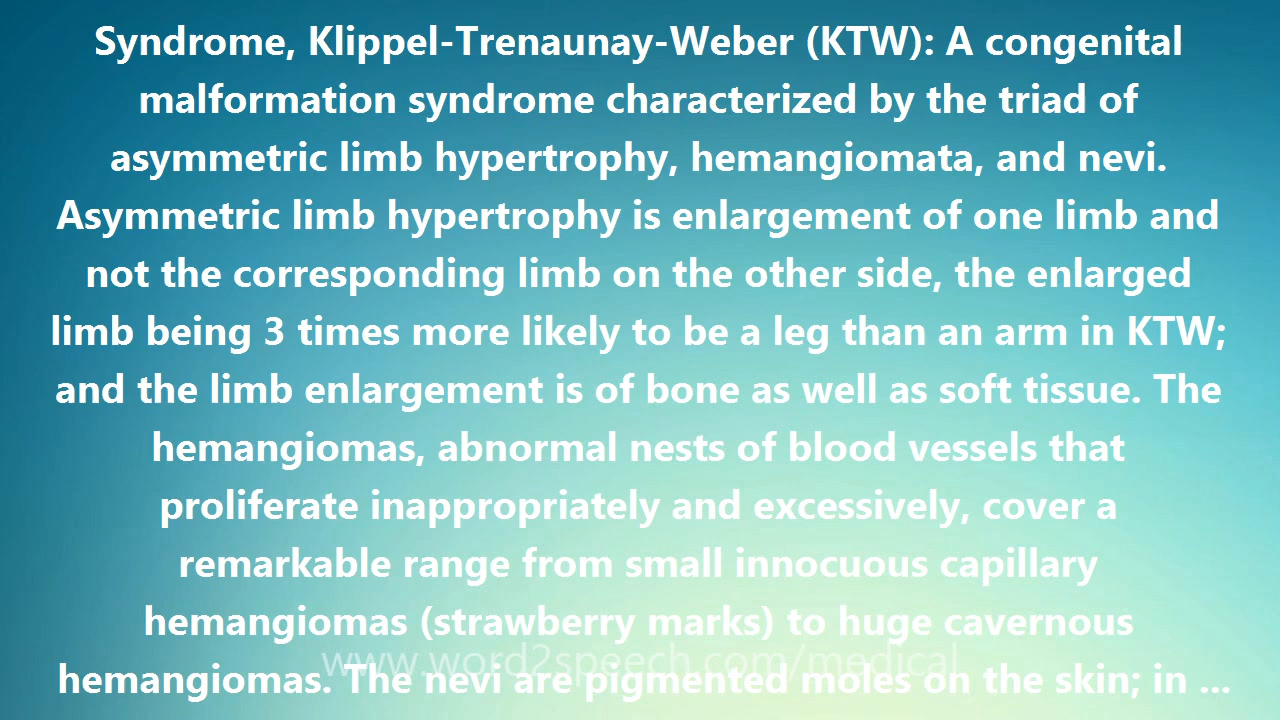 Syndrome, Klippel-Trenaunay-Weber (KTW): A congenital
malformation syndrome characterized by the triad of
asymmetric limb hypertrophy, hemangiomata, and nevi.
Asymmetric limb hypertrophy is enlargement of one limb and
not the corresponding limb on the other side, the enlarged
limb being 3 times more likely to be a leg than an arm in KTW;
and the limb enlargement is of bone as well as soft tissue. The
hemangiomas, abnormal nests of blood vessels that
proliferate inappropriately and excessively, cover a
remarkable range from small innocuous capillary
hemangiomas (strawberry marks) to huge cavernous
www.word2speech.com/medical
hemangiomas. The nevi are pigmented moles on the skin; in ...